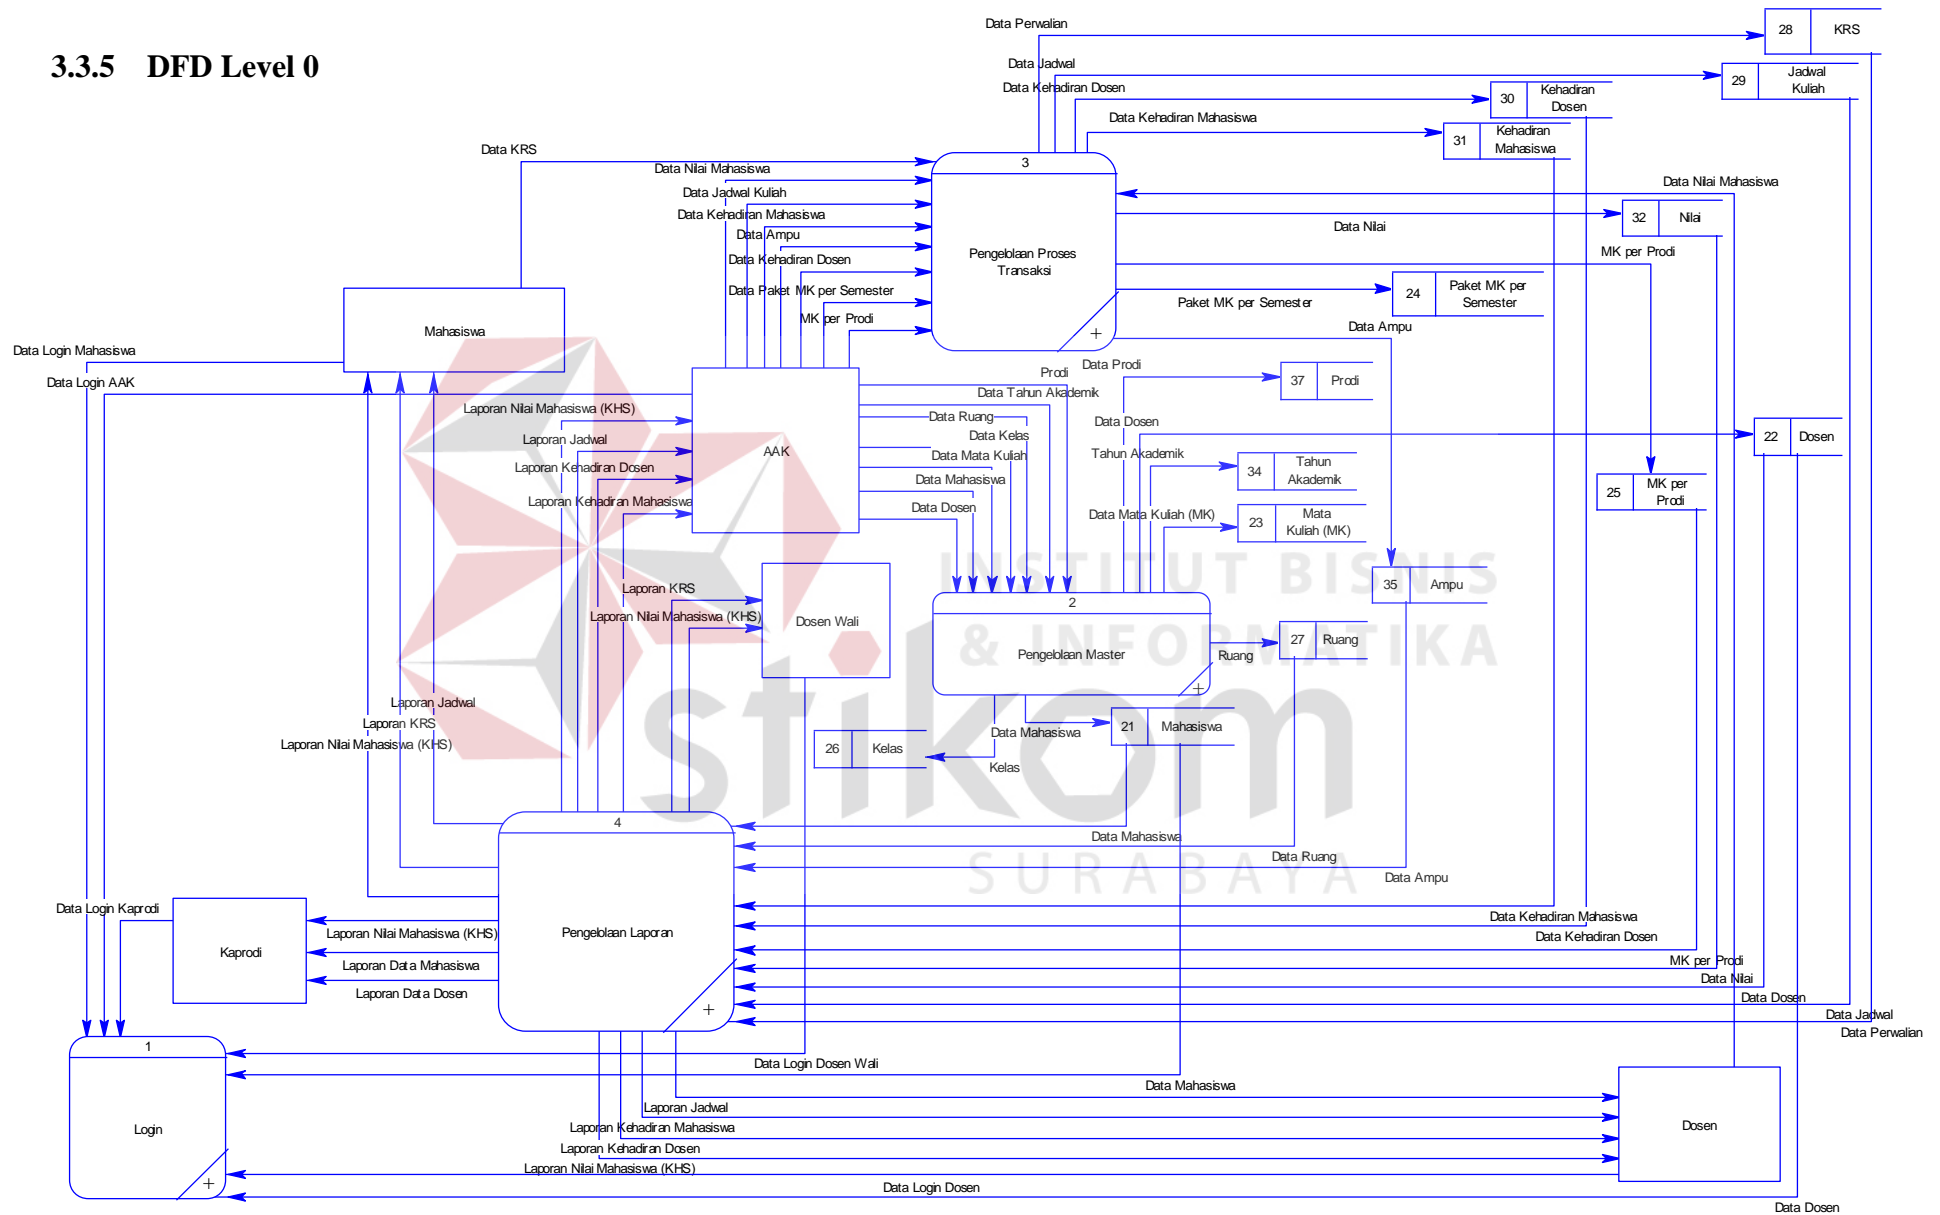 3.3.5 DFD Level 0
Data Perwalian
28
KRS
Data Jadwal
29
Jadwal
Kuliah
Data Kehadiran Dosen
30
Kehadiran
Dosen
Data Kehadiran Mahasiswa
31
Kehadiran
Mahasiswa
Data KRS
3
Pengelolaan Proses
Transaksi
+
Data Nilai Mahasiswa
Data Jadwal Kuliah
Data Kehadiran Mahasiswa
Data Ampu
Data Kehadiran Dosen
Data Paket MK per Semester
MK per Prodi
Data Nilai Mahasiswa
32
Nilai
Data Nilai
MK per Prodi
24
Paket MK per
Semester
Paket MK per Semester
Data Ampu
Mahasiswa
Data Login Mahasiswa
Data Login AAK
Laporan Nilai Mahasiswa (KHS)
Laporan Jadwal
Laporan Kehadiran Dosen
Laporan Kehadiran Mahasiswa
AAK
Prodi
Data Tahun Akademik
Data Ruang
Data Kelas
Data Mata Kuliah
Data Mahasiswa
Data Dosen
Data Prodi
37
Prodi
Data Dosen
22
Dosen
Tahun Akademik
34
Tahun
Akademik
Data Mata Kuliah (MK)
23
Mata
Kuliah (MK)
25
MK per
Prodi
35
Ampu
INSTITUT BISNIS
& INFORMATIKA
stikom
SURABAYA
Laporan KRS
Laporan Nilai Mahasiswa (KHS)
Dosen Wali
2
Pengelolaan Master
+
Ruang
27
Ruang
Data Mahasiswa
21
Mahasiswa
26
Kelas
Kelas
Laporan Jadwal
Laporan KRS
Laporan Nilai Mahasiswa (KHS)
4
Pengelolaan Laporan
+
Data Mahasiswa
Data Ruang
Data Ampu
Data Kehadiran Mahasiswa
Data Kehadiran Dosen
MK per Prodi
Data Nilai
Data Dosen
Data Jadwal
Data Perwalian
Data Login Kaprodi
Kaprodi
Laporan Nilai Mahasiswa (KHS)
Laporan Data Mahasiswa
Laporan Data Dosen
1
Login
+
Data Login Dosen Wali
Data Mahasiswa
Laporan Jadwal
Laporan Kehadiran Mahasiswa
Laporan Kehadiran Dosen
Laporan Nilai Mahasiswa (KHS)
Data Login Dosen
Dosen
Data Dosen